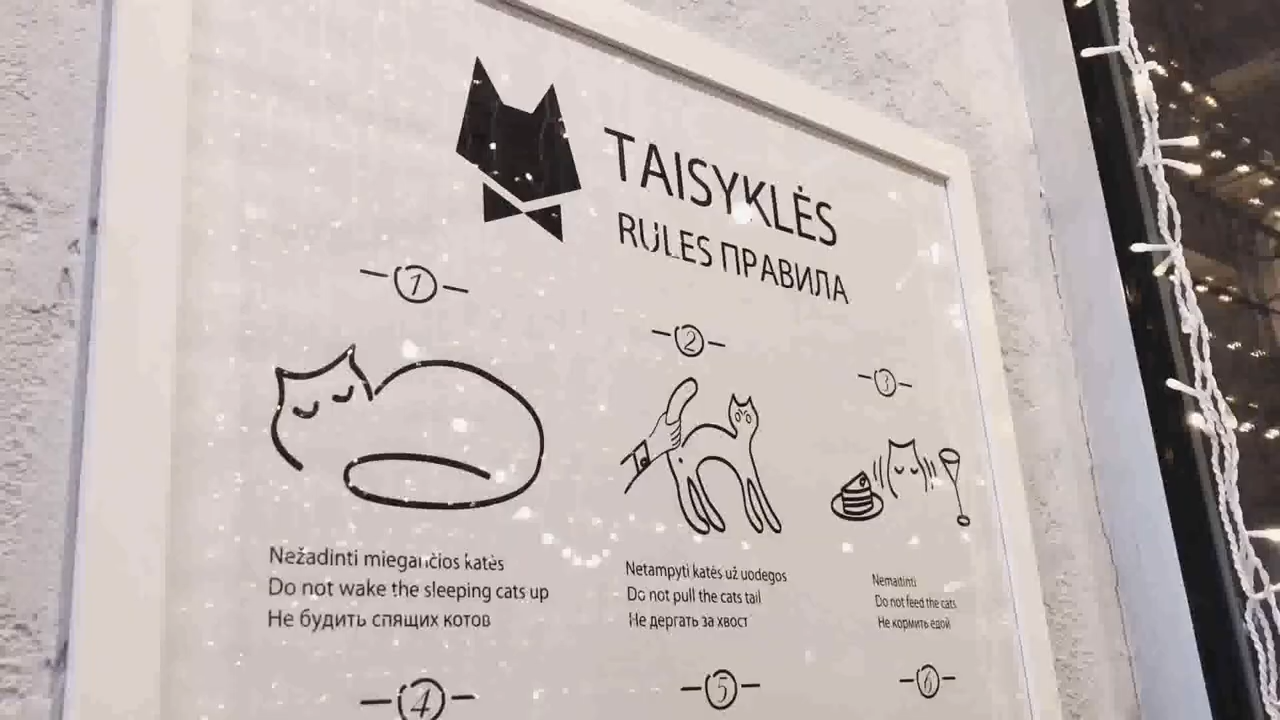 TAISYKLĖS
RULES ПРАВИЛА
1
Nežadinti miegančios katės
Do not wake the sleeping cats up
Не будить спящих котов
2
Netampyti katės už uodegos
Do not pull the cats tail
Не дергать за хвост
3
Nemaitinti
Do not feed the cats
Не кормить едой
4
5
6